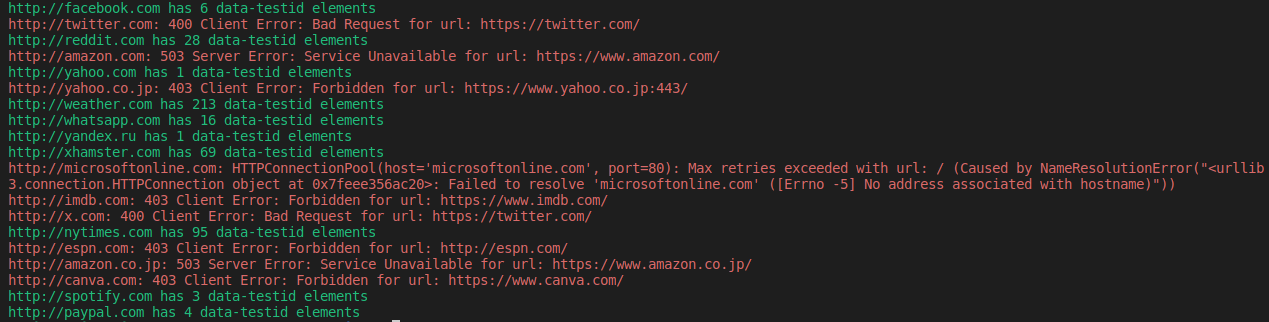 http://facebook.com has 6 data-testid elements
http://twitter.com: 400 Client Error: Bad Request for url: https://twitter.com/
http://reddit.com has 28 data-testid elements
http://amazon.com: 503 Server Error: Service Unavailable for url: https://www.amazon.com/
http://yahoo.com has 1 data-testid elements
http://yahoo.co.jp: 403 Client Error: Forbidden for url: https://www.yahoo.co.jp:443/
http://weather.com has 213 data-testid elements
http://whatsapp.com has 16 data-testid elements
http://yandex.ru has 1 data-testid elements
http://xhamster.com has 69 data-testid elements
http://microsoftonline.com: HTTPConnectionPool(host='microsoftonline.com', port=80): Max retries exceeded with url: / (Caused by NameResolutionError("<urllib
3.connection.HTTPConnection object at 0x7feee356ac20>: Failed to resolve 'microsoftonline.com' ([Errno -5] No address associated with hostname)"))
http://imdb.com: 403 Client Error: Forbidden for url: https://www.imdb.com/
http://x.com: 400 Client Error: Bad Request for url: https://twitter.com/
http://nytimes.com has 95 data-testid elements
http://espn.com: 403 Client Error: Forbidden for url: http://espn.com/
http://amazon.co.jp: 503 Server Error: Service Unavailable for url: https://www.amazon.co.jp/
http://canva.com: 403 Client Error: Forbidden for url: https://www.canva.com/
http://spotify.com has 3 data-testid elements
http://paypal.com has 4 data-testid elements